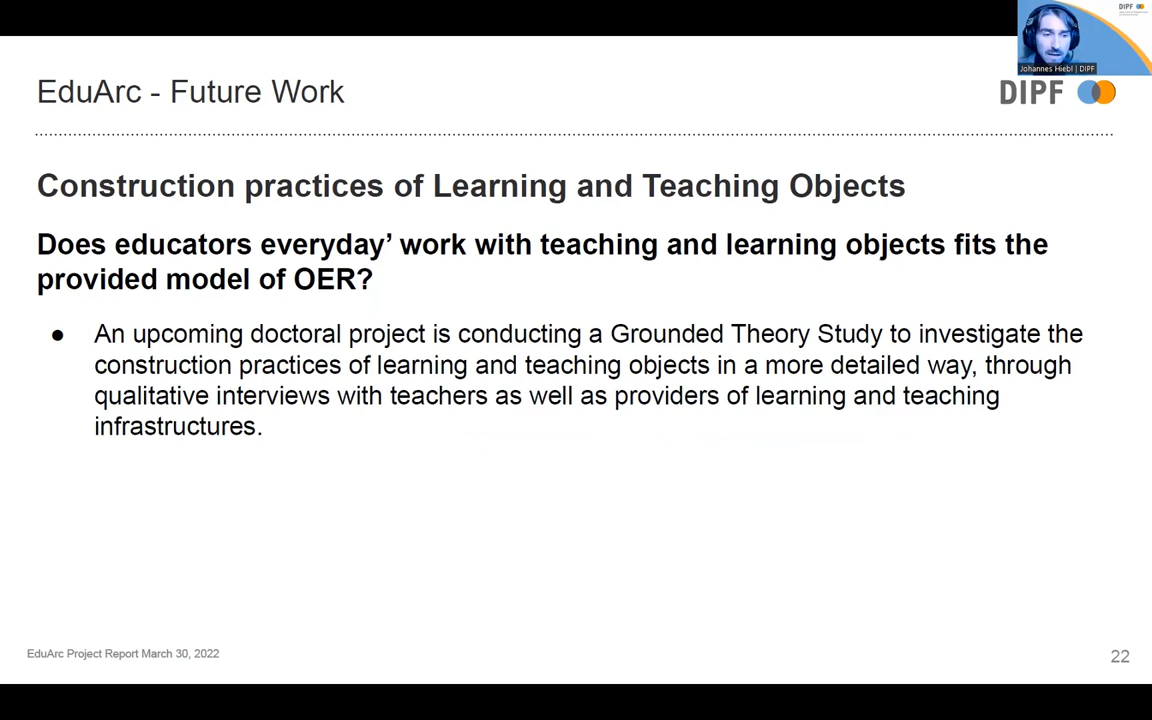 DIPF
Johannes Hiebl | DIPF
EduArc - Future Work
DIPF
Construction practices of Learning and Teaching Objects
Does educators everyday’ work with teaching and learning objects fits the
provided model of OER?
● An upcoming doctoral project is conducting a Grounded Theory Study to investigate the
construction practices of learning and teaching objects in a more detailed way, through
qualitative interviews with teachers as well as providers of learning and teaching
infrastructures.
EduArc Project Report March 30, 2022
22